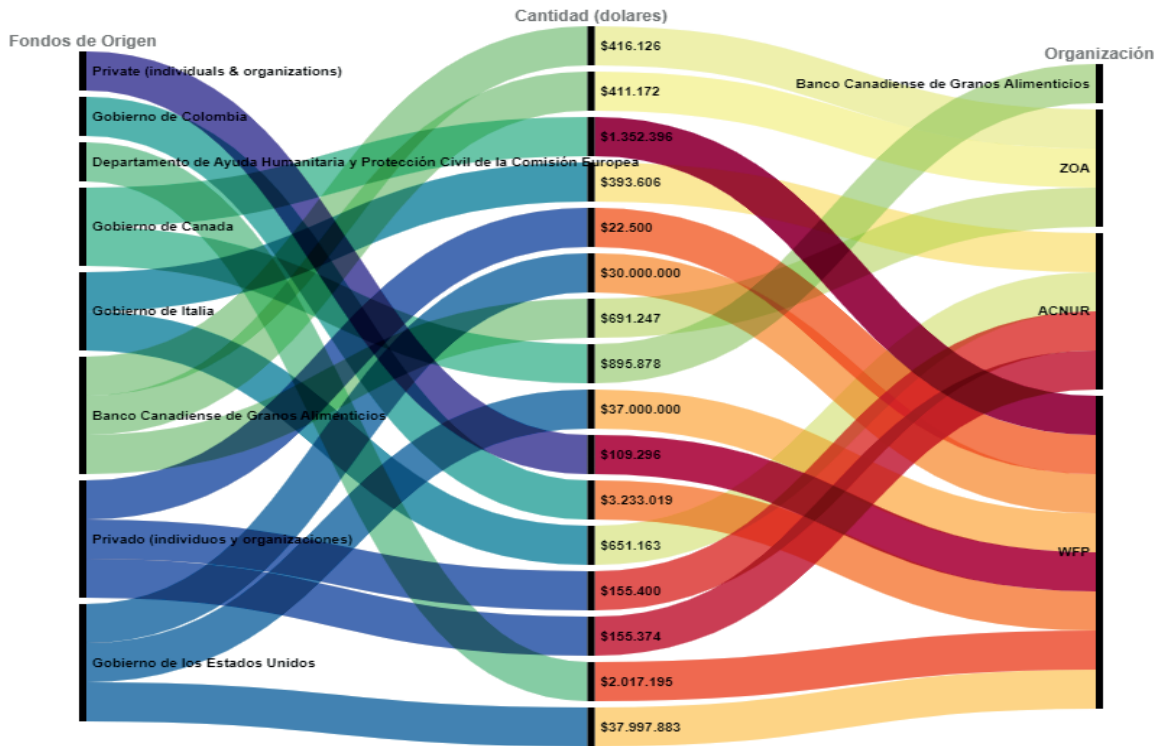 Fondos de Origen
Private (individuals & organizations)
Gobierno de Colombia
Departamento de Ayuda Humanitaria y Protección Civil de la Comisión Europea
Gobierno de Canada
Gobierno de Italia
Banco Canadiense de Granos Alimenticios
Privado (individuos y organizaciones)
Gobierno de los Estados Unidos
Cantidad (dolares)
$416.126
$411.172
$1.352.396
$393.606
$22.500
$30.000.000
$691.247
$895.878
$37.000.000
$109.296
$3.233.019
$651.163
$155.400
$155.374
$2.017.195
$37.997.883
Organización
Banco Canadiense de Granos Alimenticios
ZOA
ACNUR
WFP